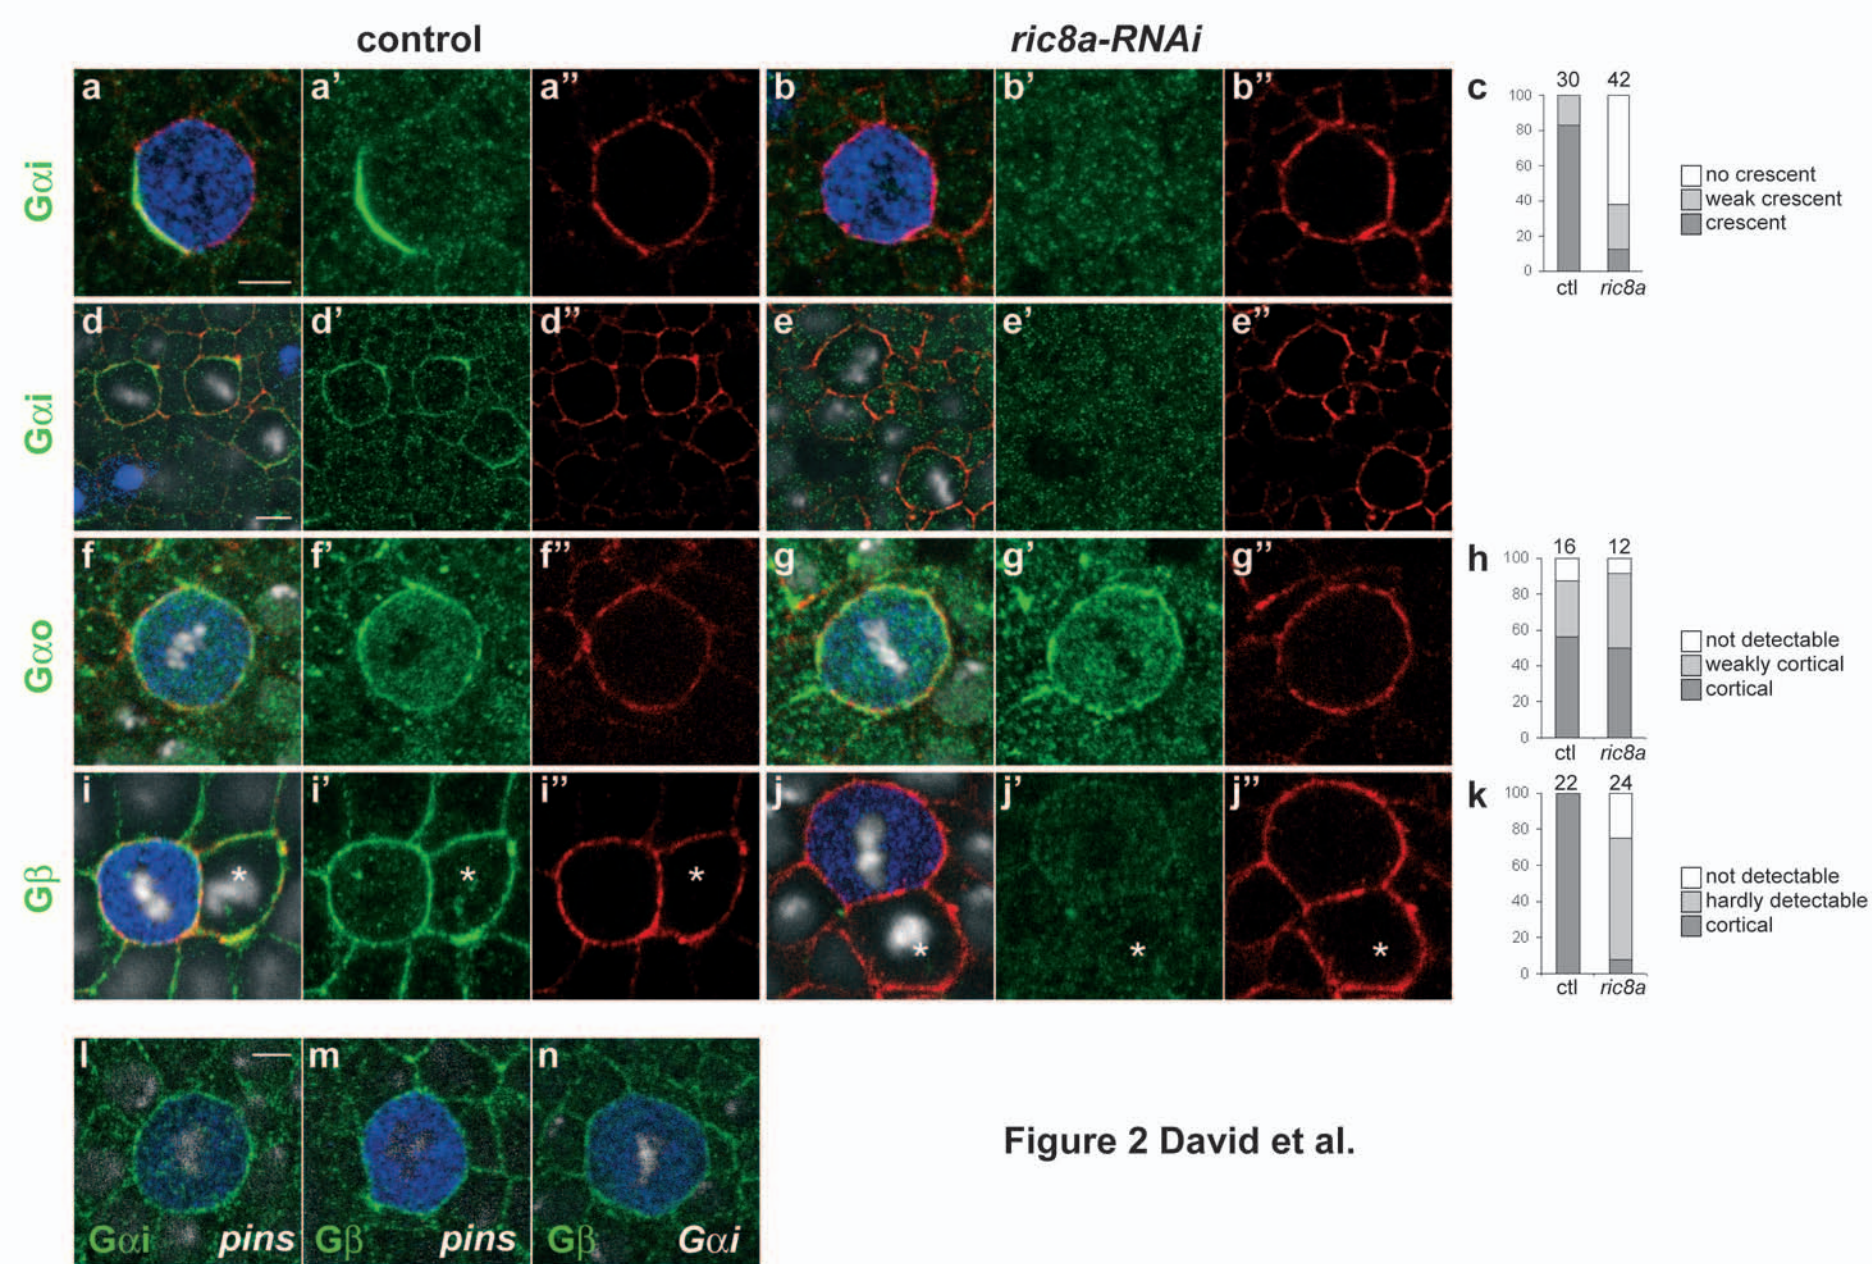 control ric8a-RNAi
Gαi
a a’ a” b b’ b”
c
30 42
100
80
60
40
20
0
ctl ric8a
no crescent
weak crescent
crescent
Gαi
d d’ d” e e’ e”
Gαo
f f’ f” g g’ g”
h
16 12
100
80
60
40
20
0
ctl ric8a
not detectable
weakly cortical
cortical
Gβ
i i’ i” j j’ j”
* * * * * *
k
22 24
100
80
60
40
20
0
ctl ric8a
not detectable
hardly detectable
cortical
l m n
Gαi pins Gβ pins Gβ Gαi
Figure 2 David et al.